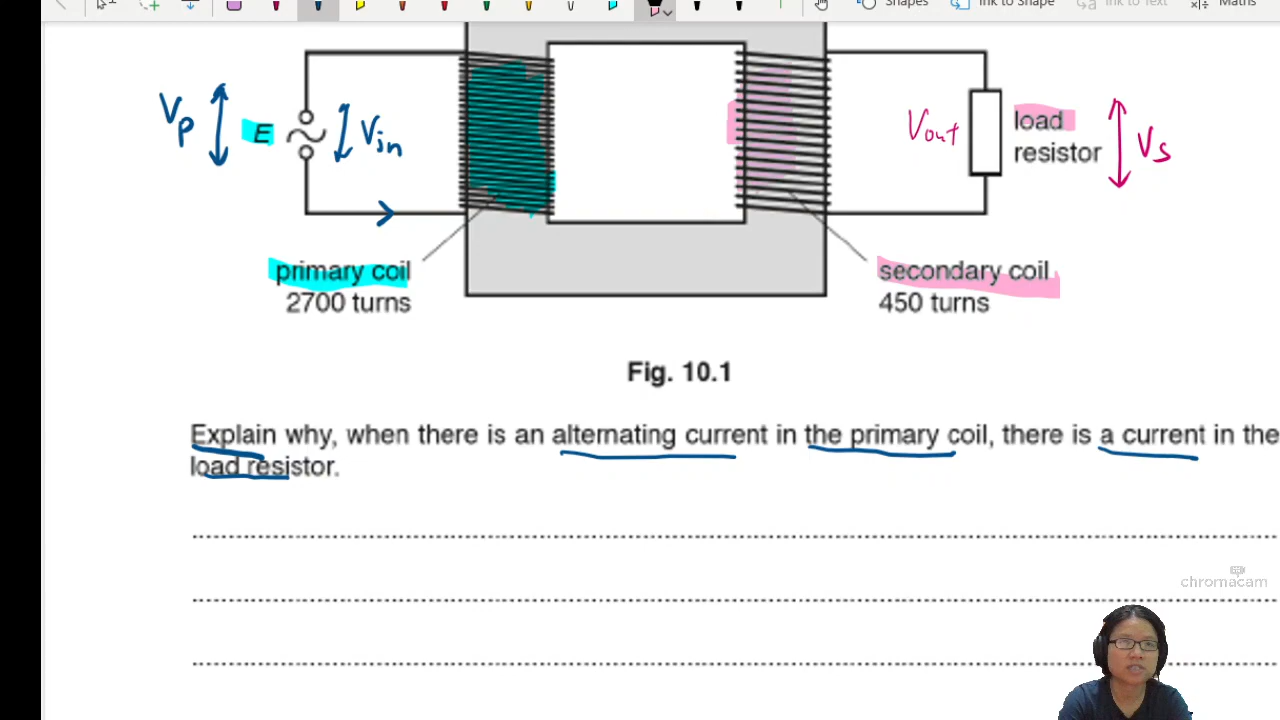 Shapes Ink to Shape Ink to Text Maths
Vp E Vin Vout load Vs
resistor
primary coil secondary coil
2700 turns 450 turns
Fig. 10.1
Explain why, when there is an alternating current in the primary coil, there is a current in the
load resistor.
chromacam